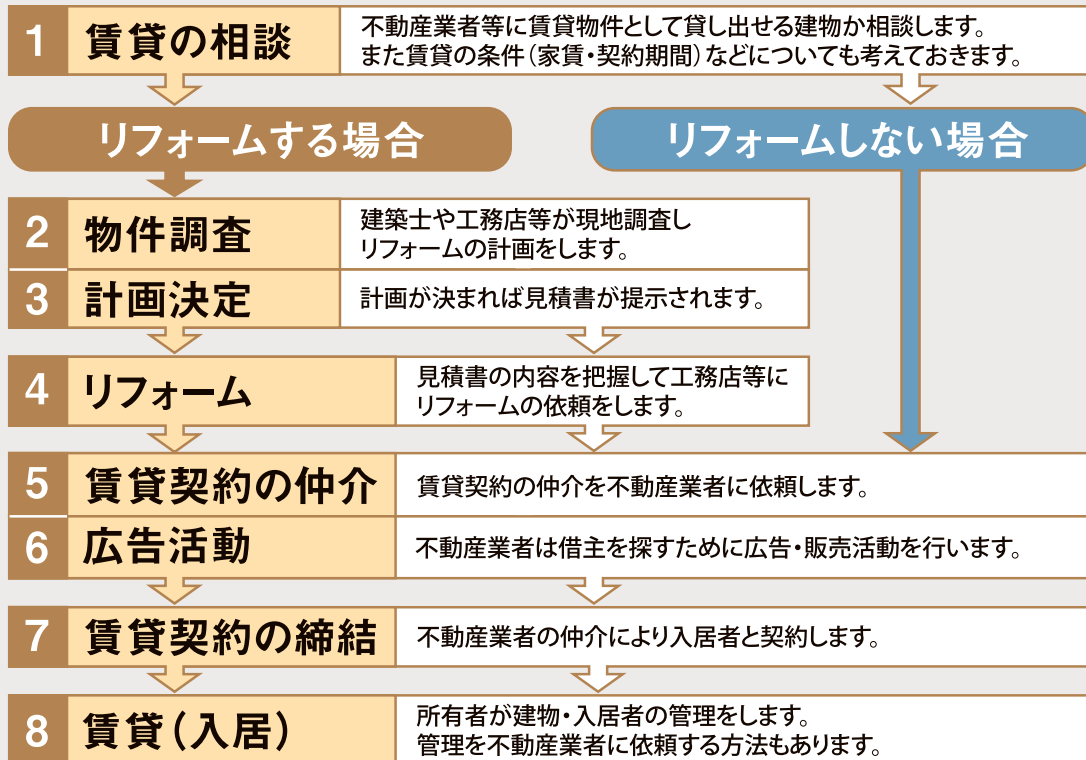 1 賃貸の相談
不動産業者等に賃貸物件として貸し出せる建物か相談します。
また賃貸の条件(家賃・契約期間)などについても考えておきます。
リフォームする場合
リフォームしない場合
2 物件調査
建築士や工務店等が現地調査し
リフォームの計画をします。
3 計画決定
計画が決まれば見積書が提示されます。
4 リフォーム
見積書の内容を把握して工務店等に
リフォームの依頼をします。
5 賃貸契約の仲介
賃貸契約の仲介を不動産業者に依頼します。
6 広告活動
不動産業者は借主を探すために広告・販売活動を行います。
7 賃貸契約の締結
不動産業者の仲介により入居者と契約します。
8 賃貸(入居)
所有者が建物・入居者の管理をします。
管理を不動産業者に依頼する方法もあります。